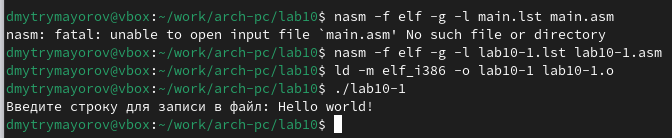 dmytrymayorov@vbox:~/work/arch-pc/lab10$ nasm -f elf -g -l main.lst main.asm
nasm: fatal: unable to open input file `main.asm' No such file or directory
dmytrymayorov@vbox:~/work/arch-pc/lab10$ nasm -f elf -g -l lab10-1.lst lab10-1.asm
dmytrymayorov@vbox:~/work/arch-pc/lab10$ ld -m elf_i386 -o lab10-1 lab10-1.o
dmytrymayorov@vbox:~/work/arch-pc/lab10$ ./lab10-1
Введите строку для записи в файл: Hello world!
dmytrymayorov@vbox:~/work/arch-pc/lab10$